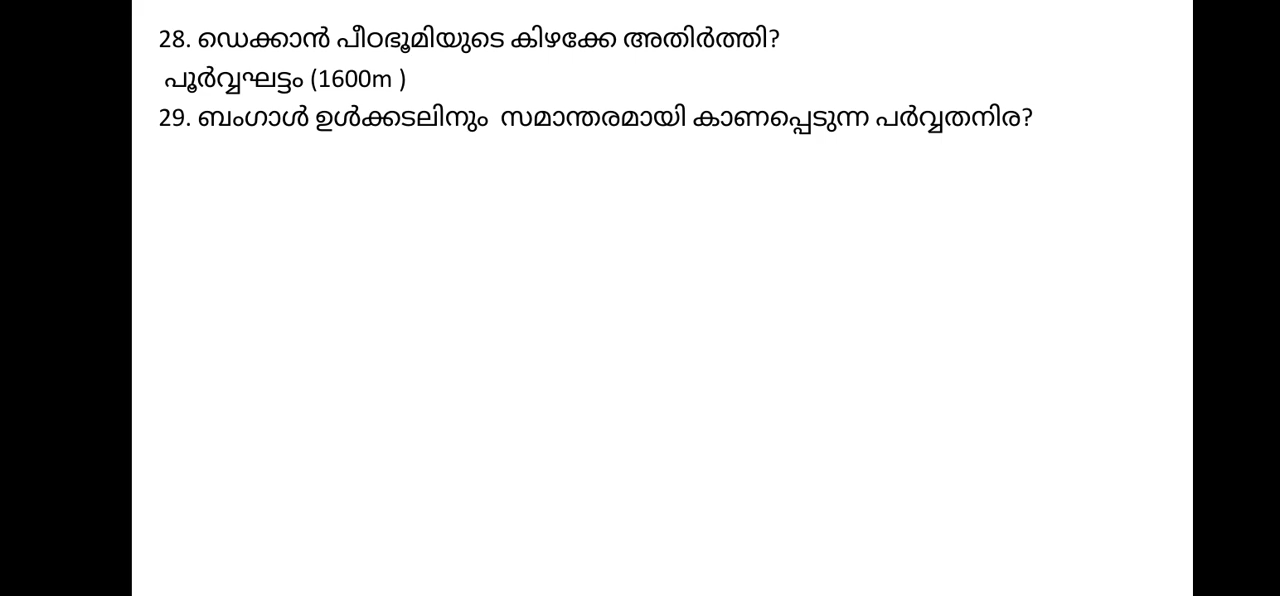 28. ഡെക്കാൻ പീഠഭൂമിയുടെ കിഴക്കേ അതിർത്തി?
പൂർവ്വഘട്ടം (1600m )
29. ബംഗാൾ ഉൾക്കടലിനും സമാന്തരമായി കാണപ്പെടുന്ന പർവ്വതനിര?